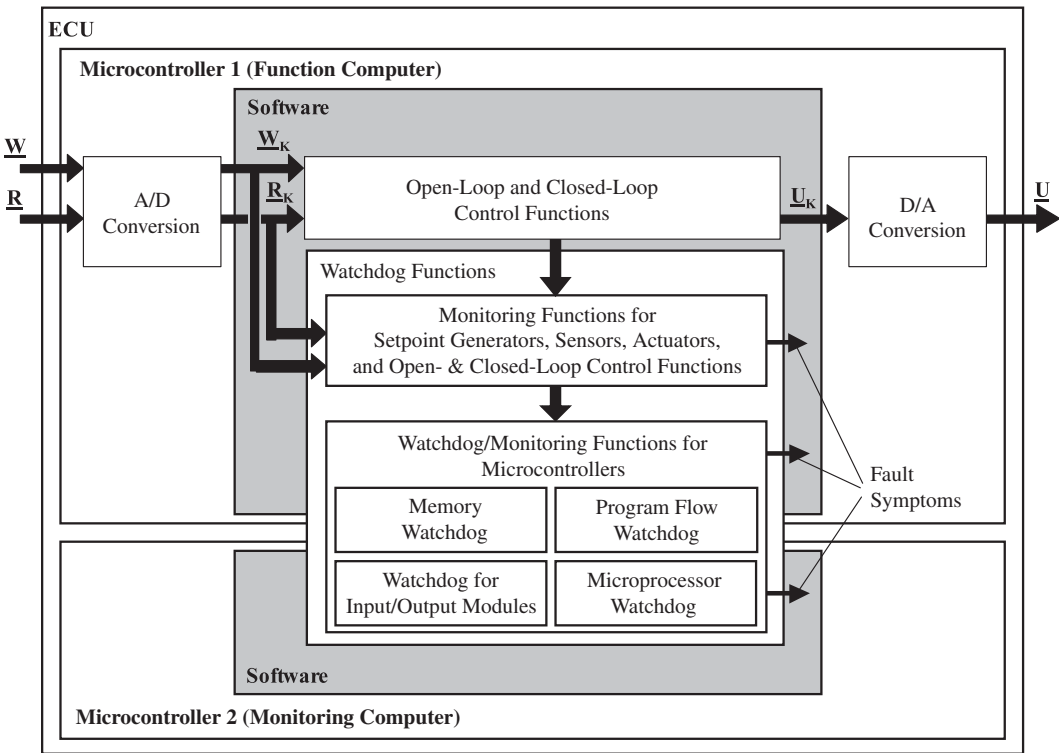 ECU
Microcontroller 1 (Function Computer)
Software
W
R
A/D
Conversion
W_K
R_K
Open-Loop and Closed-Loop
Control Functions
U_K
D/A
Conversion
U
Watchdog Functions
Monitoring Functions for
Setpoint Generators, Sensors, Actuators,
and Open- & Closed-Loop Control Functions
Watchdog/Monitoring Functions for
Microcontrollers
Memory
Watchdog
Program Flow
Watchdog
Watchdog for
Input/Output Modules
Microprocessor
Watchdog
Fault
Symptoms
Software
Microcontroller 2 (Monitoring Computer)